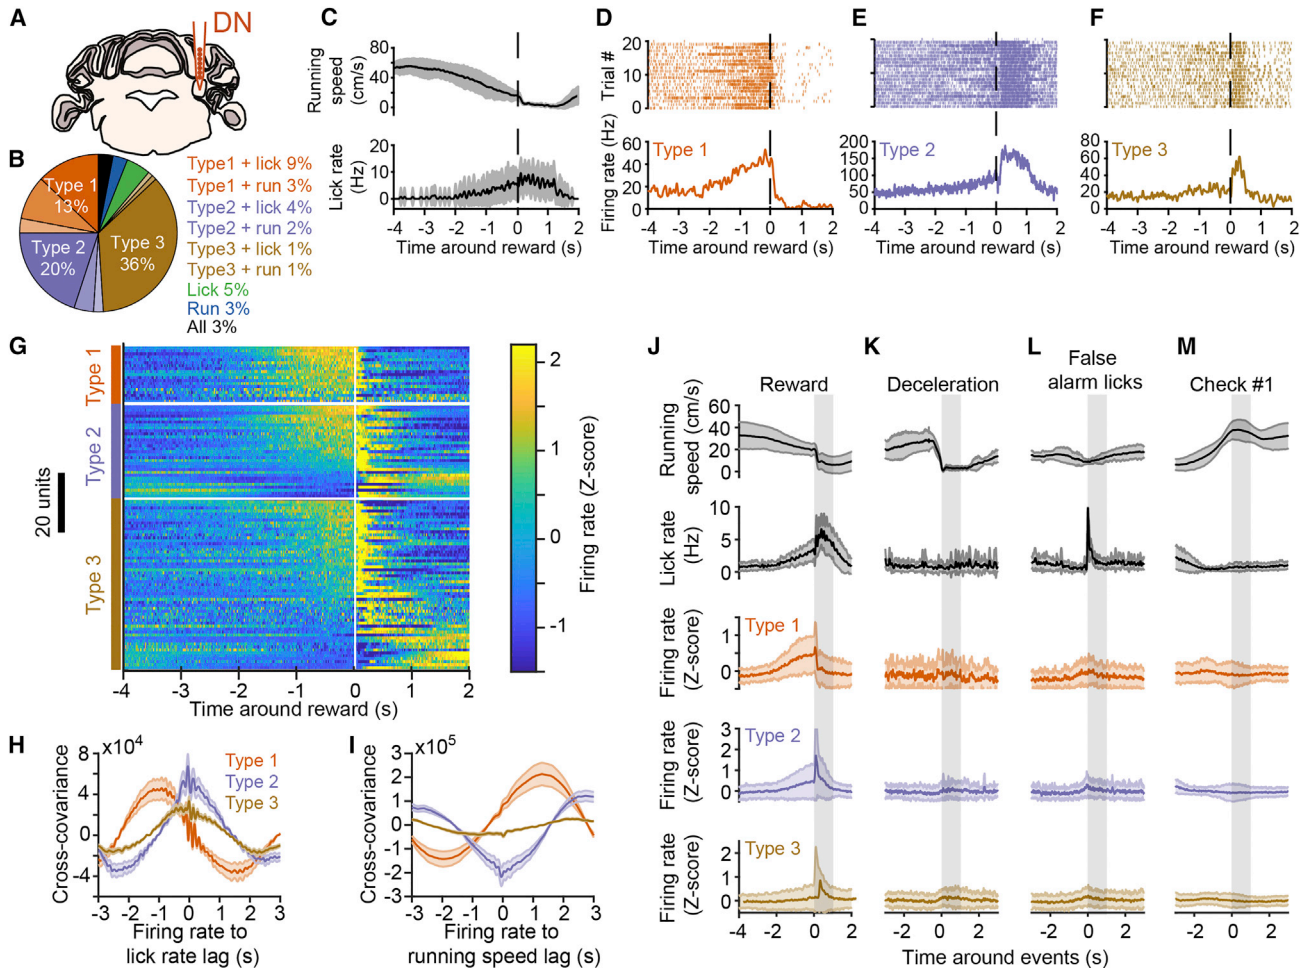 A
DN
B
Type 1
13%
Type 2
20%
Type 3
36%
Type1 + lick 9%
Type1 + run 3%
Type2 + lick 4%
Type2 + run 2%
Type3 + lick 1%
Type3 + run 1%
Lick 5%
Run 3%
All 3%
C
Running
speed
(cm/s)
80
40
0
Lick rate
(Hz)
20
10
0
-4 -3 -2 -1 0 1 2
Time around reward (s)
D
Trial #
20
10
0
Firing rate (Hz)
60
40
20
0
Type 1
-4 -3 -2 -1 0 1 2
Time around reward (s)
E
200
150
100
50
0
Type 2
-4 -3 -2 -1 0 1 2
Time around reward (s)
F
80
60
40
20
0
Type 3
-4 -3 -2 -1 0 1 2
Time around reward (s)
G
Type 1
Type 2
Type 3
20 units
-4 -3 -2 -1 0 1 2
Time around reward (s)
2
1
0
-1
Firing rate (Z-score)
H
x10⁴
Cross-covariance
8
4
0
-4
Type 1
Type 2
Type 3
-3 -2 -1 0 1 2 3
Firing rate to
lick rate lag (s)
I
x10⁵
Cross-covariance
3
2
1
0
-1
-2
-3
-3 -2 -1 0 1 2 3
Firing rate to
running speed lag (s)
J
Reward
K
Deceleration
L
False
alarm licks
M
Check #1
Running
speed (cm/s)
60
40
20
0
Lick rate
(Hz)
10
5
0
Firing rate
(Z-score)
1
0
Type 1
Firing rate
(Z-score)
3
2
1
0
Type 2
Firing rate
(Z-score)
2
1
0
Type 3
-4 -2 0 2
-2 0 2
-2 0 2
-2 0 2
Time around events (s)